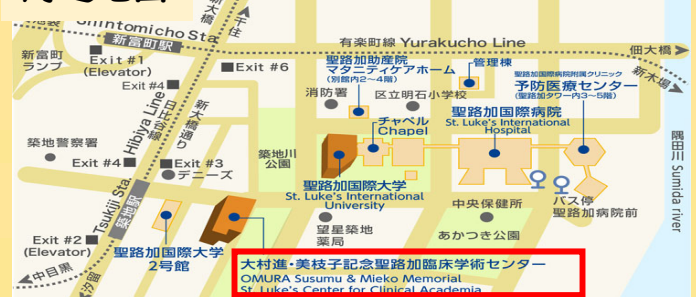 Shintomicho Sta.
新大橋
千住
新富町駅
有楽町線 Yurakucho Line
佃大橋
新木場
新富町
ランプ
Exit #1
(Elevator)
Exit #4
Exit #6
聖路加助産院
マタニティケアホーム
(別館内2〜4階)
管理棟
聖路加国際病院附属クリニック
予防医療センター
(聖路加タワー内3〜5階)
消防署
区立明石小学校
チャペル
Chapel
聖路加国際病院
St. Luke's International
Hospital
隅田川 Sumida river
Hibiya Line
日比谷線
新大橋通り
築地警察署
Exit #4
Exit #3
デニーズ
築地川
公園
聖路加国際大学
St. Luke's International
University
中央保健所
バス停
聖路加病院前
Tsukiji Sta.
築地駅
Exit #2
(Elevator)
中目黒
汐留
聖路加国際大学
2号館
望星築地
薬局
あかつき公園
大村進・美枝子記念聖路加臨床学術センター
OMURA Susumu & Mieko Memorial
St. Luke's Center for Clinical Academia